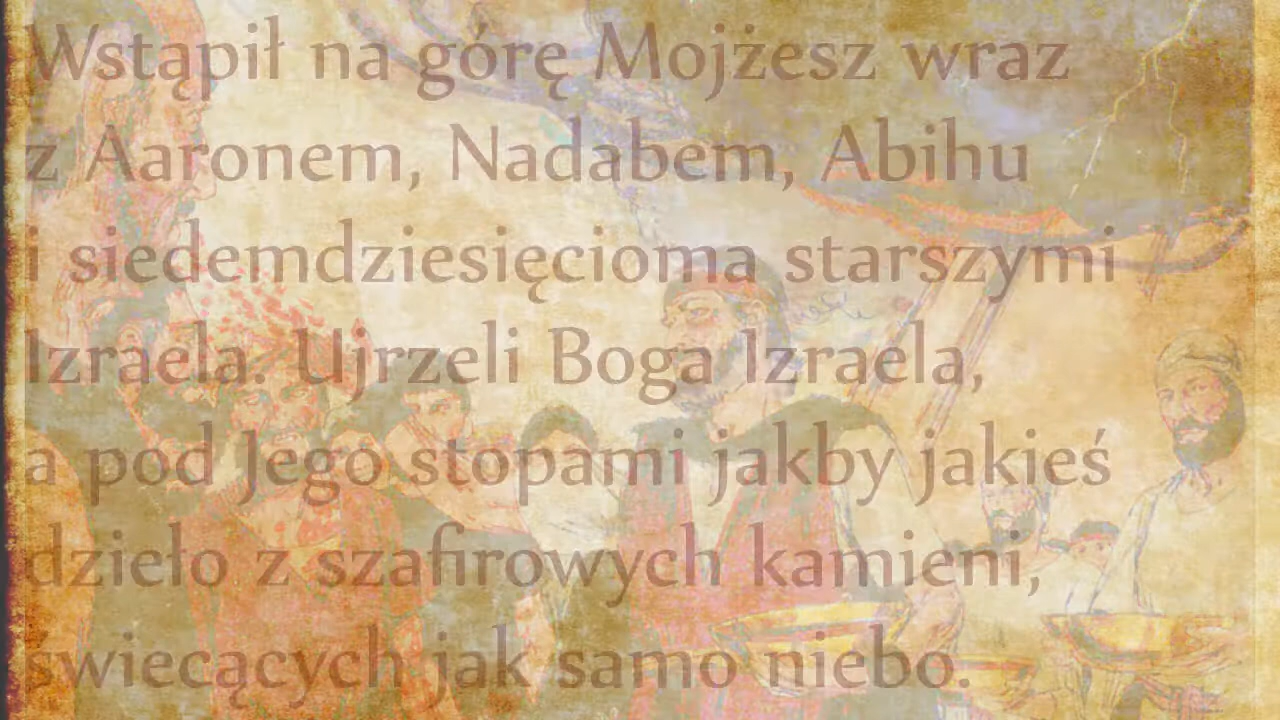 Wstąpił na górę Mojżesz wraz
z Aaronem, Nadabem, Abihu
i siedemdziesięcioma starszymi
Izraela. Ujrzeli Boga Izraela,
a pod Jego stopami jakby jakieś
dzieło z szafirowych kamieni,
świecących jak samo niebo.